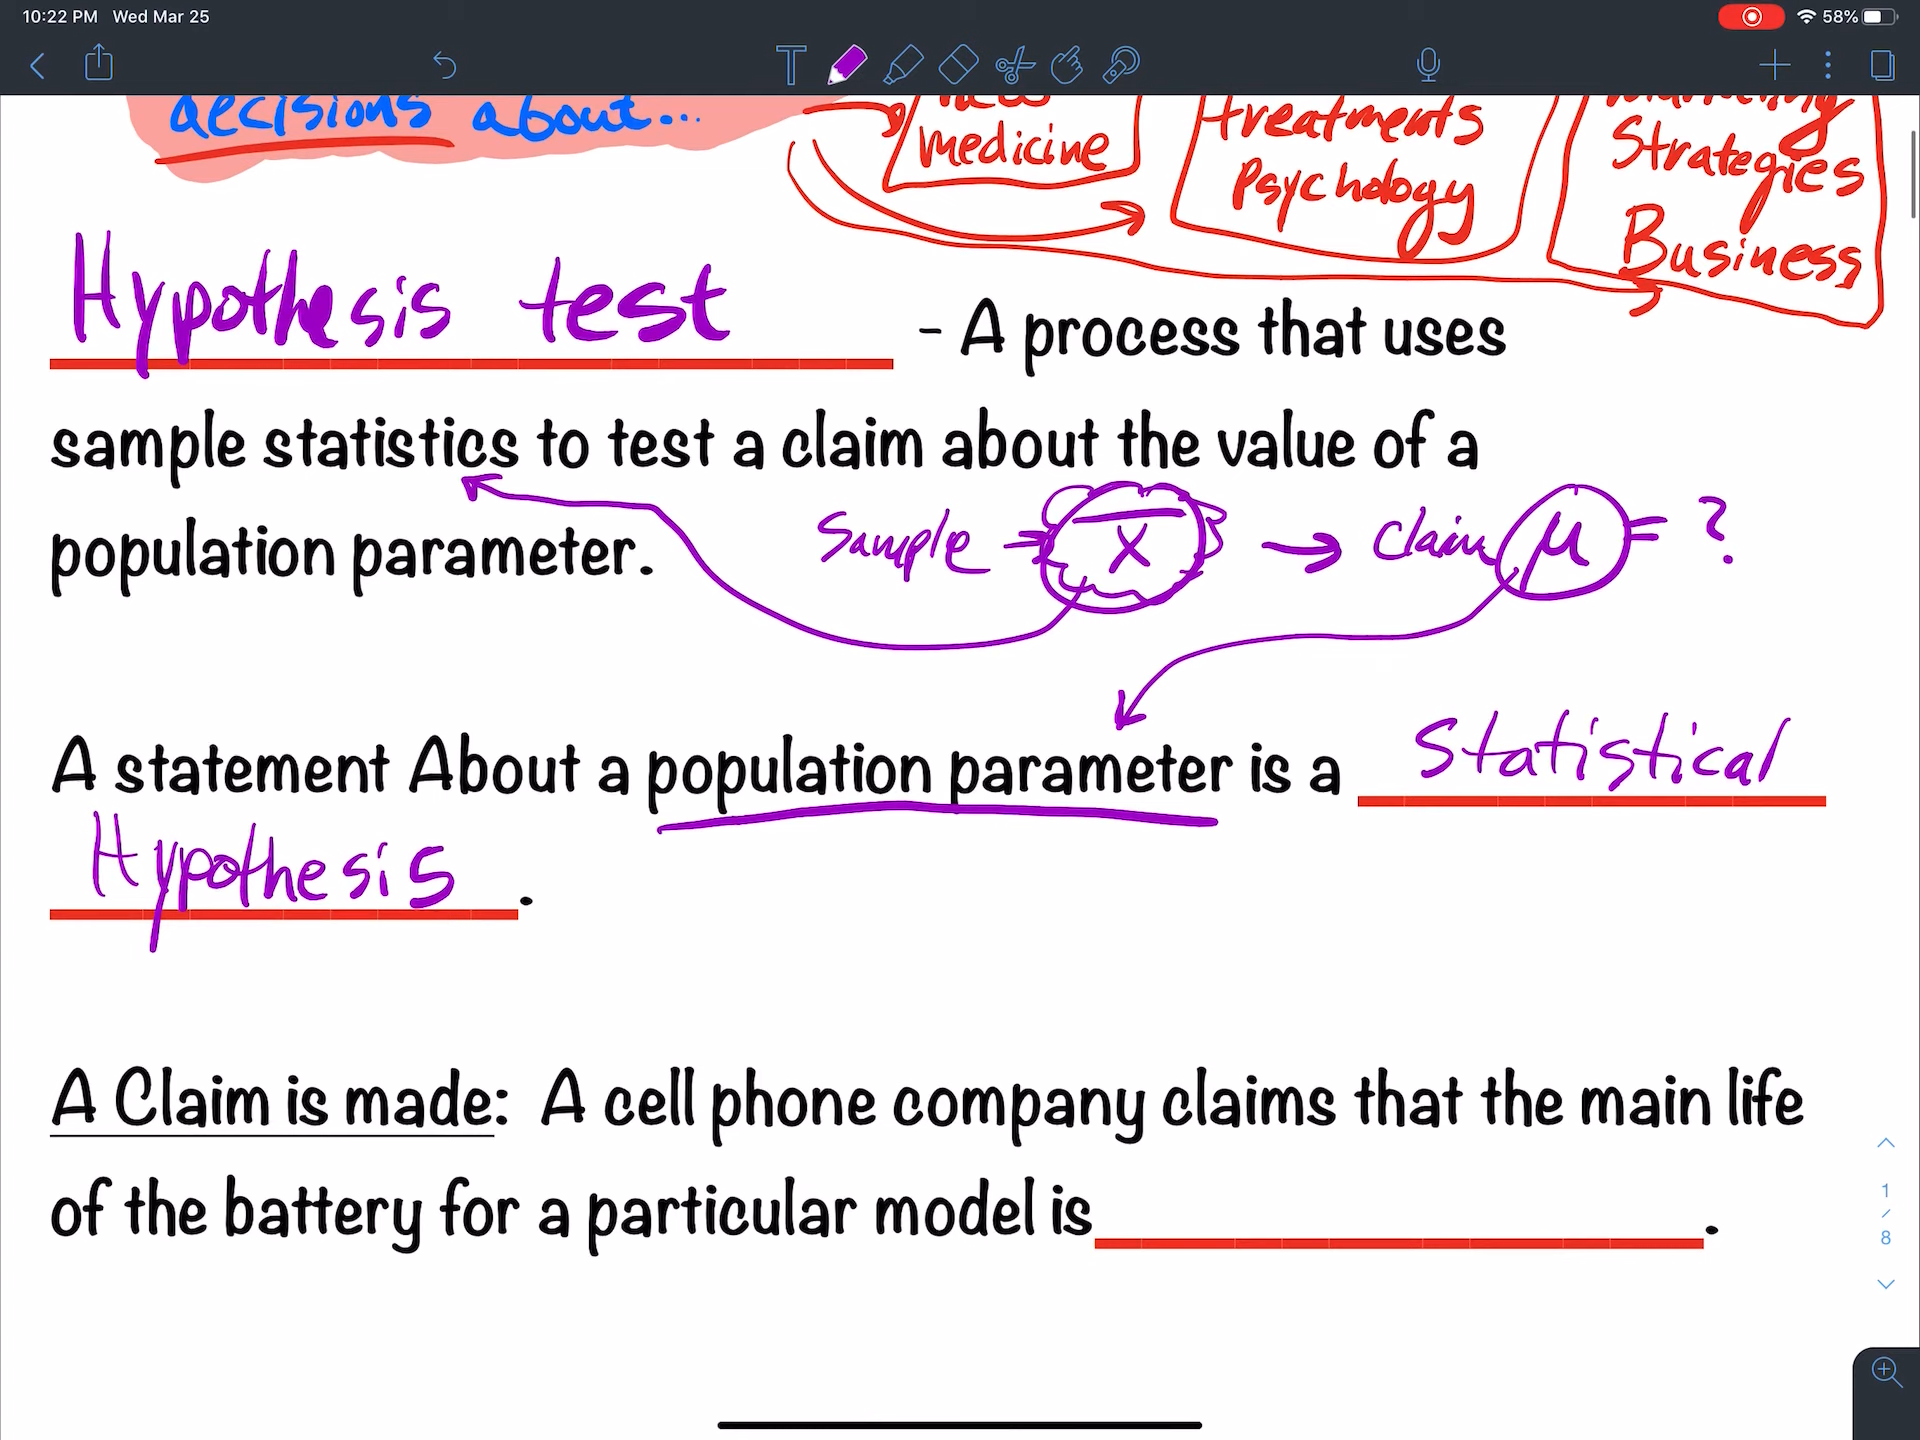 10:22 PM Wed Mar 25
58%
decisions about...
medicine
treatments
Psychology
Strategies
Business
Hypothesis test - A process that uses
sample statistics to test a claim about the value of a
population parameter. Sample → x̄ → Claim μ = ?
A statement About a population parameter is a Statistical
Hypothesis.
A Claim is made: A cell phone company claims that the main life
of the battery for a particular model is .
1 / 8